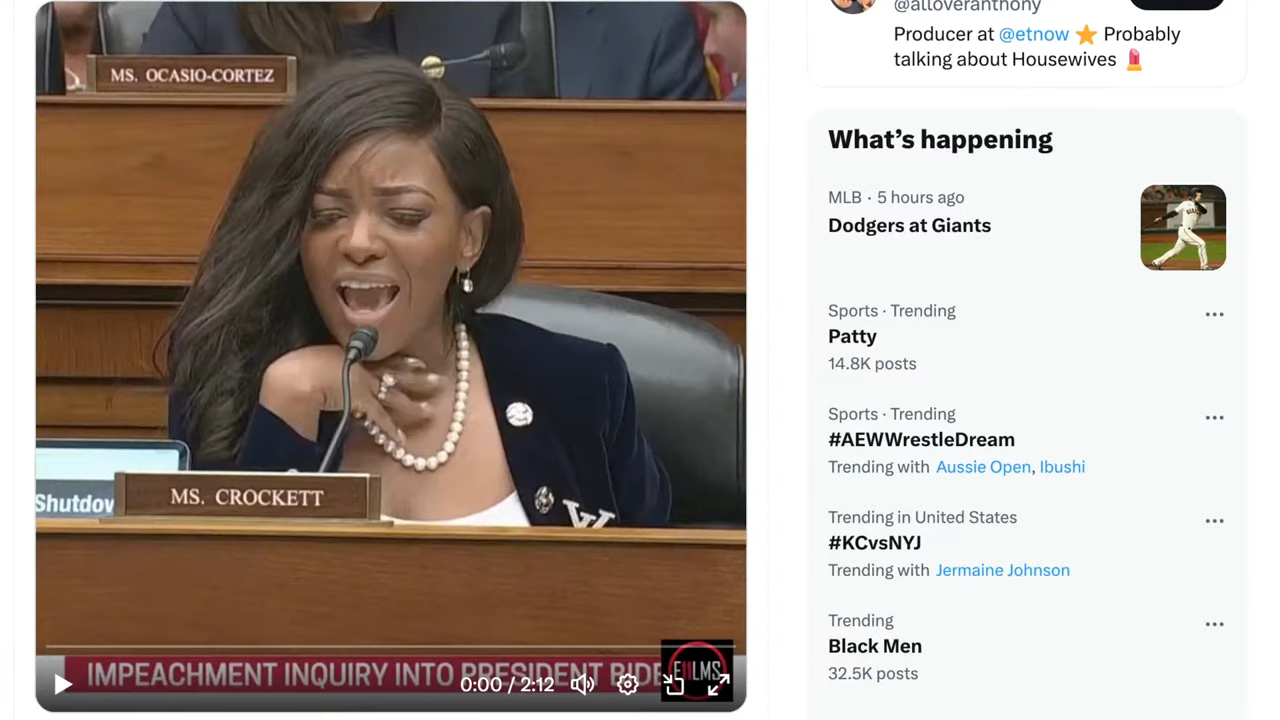 MS. OCASIO-CORTEZ
MS. CROCKETT
Shutdov
IMPEACHMENT INQUIRY INTO PRESIDENT BIDE
E11LMS
0:00 / 2:12
@alloveranthony
Producer at @etnow ⭐ Probably
talking about Housewives 💄
What’s happening
MLB · 5 hours ago
Dodgers at Giants
Sports · Trending
Patty
14.8K posts
Sports · Trending
#AEWWrestleDream
Trending with Aussie Open, Ibushi
Trending in United States
#KCvsNYJ
Trending with Jermaine Johnson
Trending
Black Men
32.5K posts